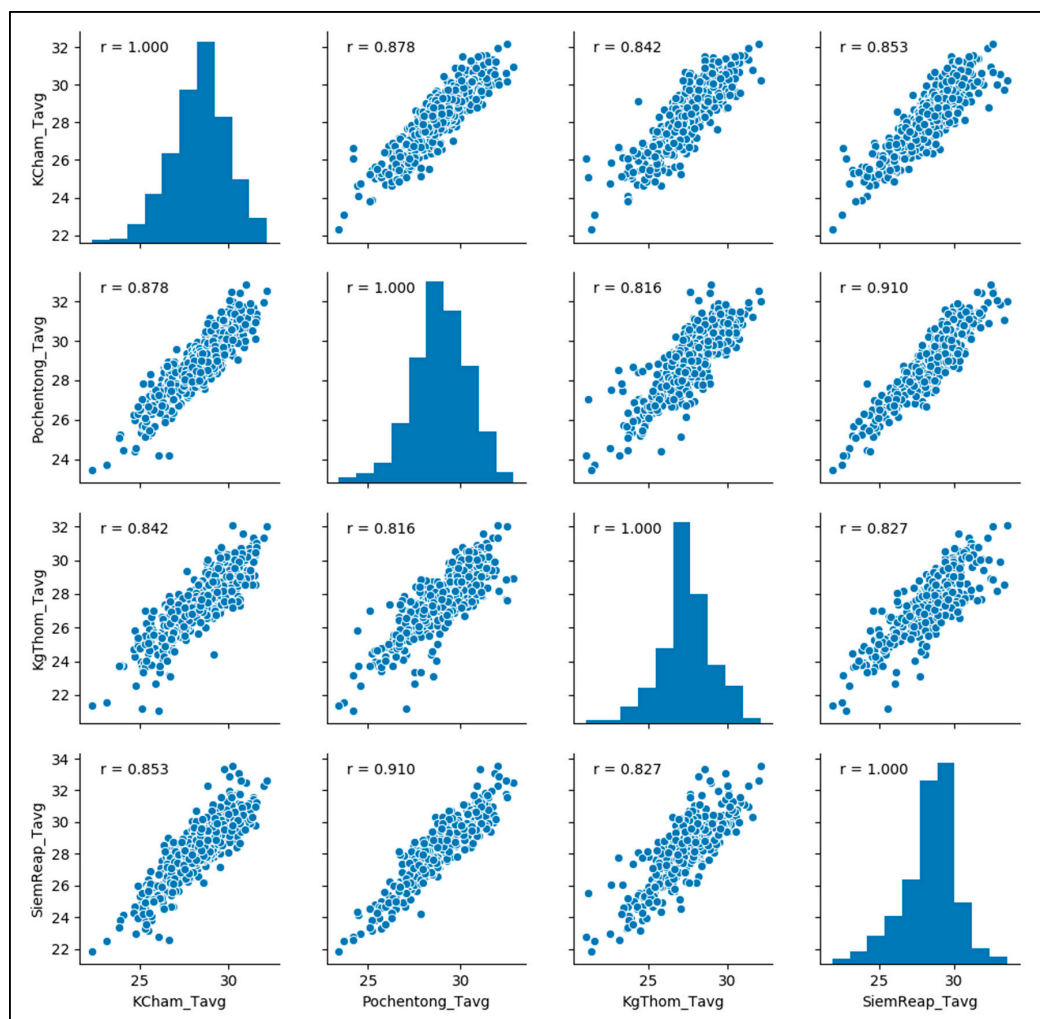 r = 1.000 r = 0.878 r = 0.842 r = 0.853
32
30
28
26
24
22
KCham_Tavg
r = 0.878 r = 1.000 r = 0.816 r = 0.910
32
30
28
26
24
Pochentong_Tavg
r = 0.842 r = 0.816 r = 1.000 r = 0.827
32
30
28
26
24
22
KgThom_Tavg
r = 0.853 r = 0.910 r = 0.827 r = 1.000
34
32
30
28
26
24
22
SiemReap_Tavg
25 30 25 30 25 30 25 30
KCham_Tavg Pochentong_Tavg KgThom_Tavg SiemReap_Tavg